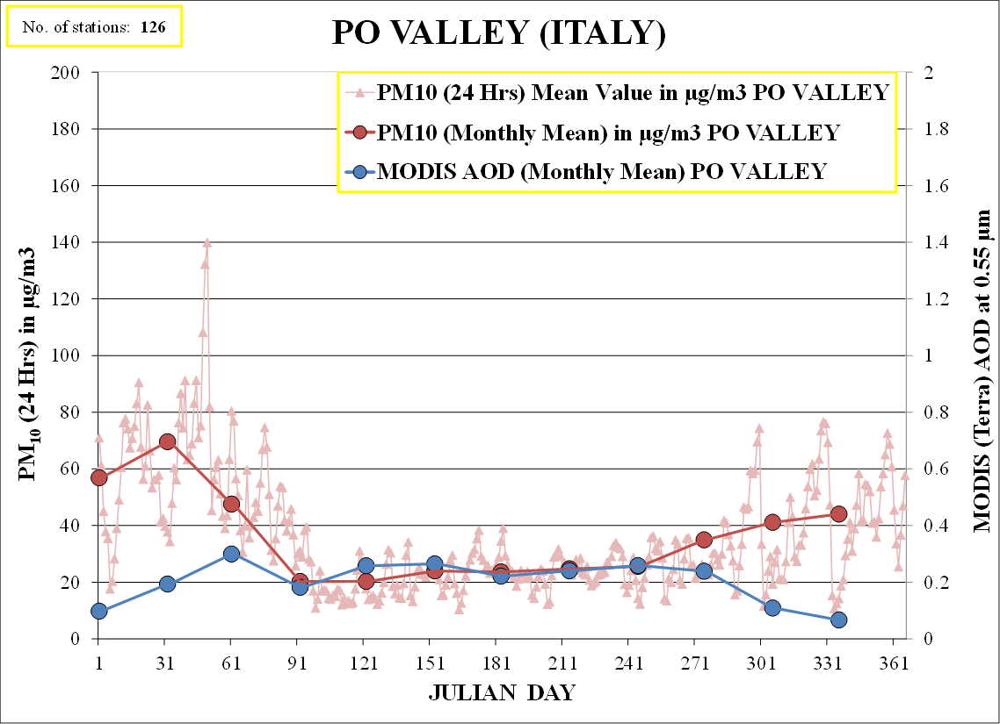 No. of stations: 126
PO VALLEY (ITALY)
PM10 (24 Hrs) Mean Value in µg/m3 PO VALLEY
PM10 (Monthly Mean) in µg/m3 PO VALLEY
MODIS AOD (Monthly Mean) PO VALLEY
PM10 (24 Hrs) in µg/m3
200
180
160
140
120
100
80
60
40
20
0
2
1.8
1.6
1.4
1.2
1
0.8
0.6
0.4
0.2
0
MODIS (Terra) AOD at 0.55 µm
1 31 61 91 121 151 181 211 241 271 301 331 361
JULIAN DAY